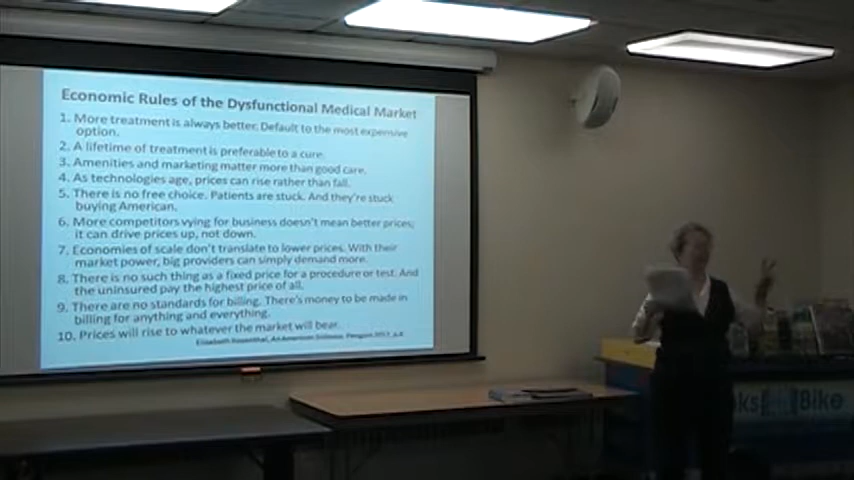 Economic Rules of the Dysfunctional Medical Market
1. More treatment is always better. Default to the most expensive
option.
2. A lifetime of treatment is preferable to a cure.
3. Amenities and marketing matter more than good care.
4. As technologies age, prices can rise rather than fall.
5. There is no free choice. Patients are stuck. And they're stuck
buying American.
6. More competitors vying for business doesn't mean better prices;
it can drive prices up, not down.
7. Economies of scale don't translate to lower prices. With their
market power, big providers can simply demand more.
8. There is no such thing as a fixed price for a procedure or test. And
the uninsured pay the highest price of all.
9. There are no standards for billing. There's money to be made in
billing for anything and everything.
10. Prices will rise to whatever the market will bear.
Elisabeth Rosenthal, An American Sickness, Penguin 2017, p.8
Bike